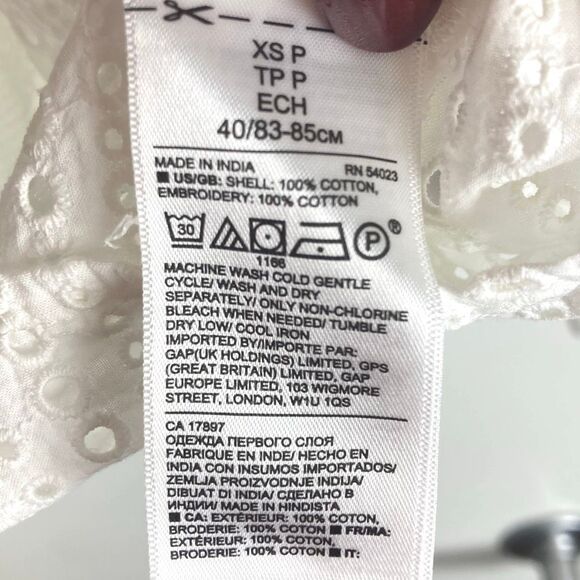 XS P
TP P
ECH
40/83-85CM
MADE IN INDIA RN 54023
■ US/GB: SHELL: 100% COTTON,
EMBROIDERY: 100% COTTON
30 P ®
1166
MACHINE WASH COLD GENTLE
CYCLE/ WASH AND DRY
SEPARATELY/ ONLY NON-CHLORINE
BLEACH WHEN NEEDED/ TUMBLE
DRY LOW/ COOL IRON
IMPORTED BY/IMPORTE PAR:
GAP(UK HOLDINGS) LIMITED, GPS
(GREAT BRITAIN) LIMITED, GAP
EUROPE LIMITED, 103 WIGMORE
STREET, LONDON, W1U 1QS
CA 17897
ОДЕЖДА ПЕРВОГО СЛОЯ
FABRIQUE EN INDE/ HECHO EN
INDIA CON INSUMOS IMPORTADOS/
ZEMLJA PROIZVODNJE INDIJA/
DIBUAT DI INDIA/ СДЕЛАНО В
ИНДИИ/ MADE IN HINDISTA
■ CA: EXTÉRIEUR: 100% COTON,
BRODERIE: 100% COTON ■ FR/MA:
EXTÉRIEUR: 100% COTON,
BRODERIE: 100% COTON ■ IT: